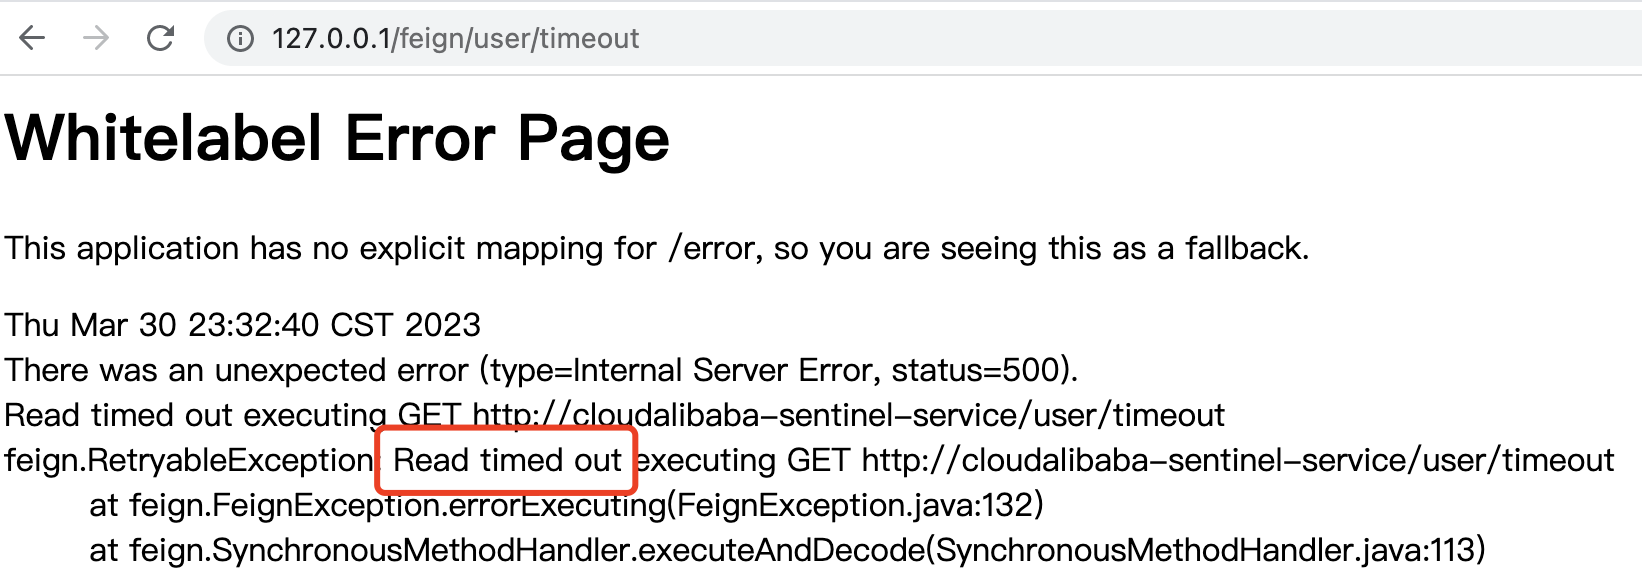 127.0.0.1/feign/user/timeout
Whitelabel Error Page
This application has no explicit mapping for /error, so you are seeing this as a fallback.
Thu Mar 30 23:32:40 CST 2023
There was an unexpected error (type=Internal Server Error, status=500).
Read timed out executing GET http://cloudalibaba-sentinel-service/user/timeout
feign.RetryableException: Read timed out executing GET http://cloudalibaba-sentinel-service/user/timeout
at feign.FeignException.errorExecuting(FeignException.java:132)
at feign.SynchronousMethodHandler.executeAndDecode(SynchronousMethodHandler.java:113)